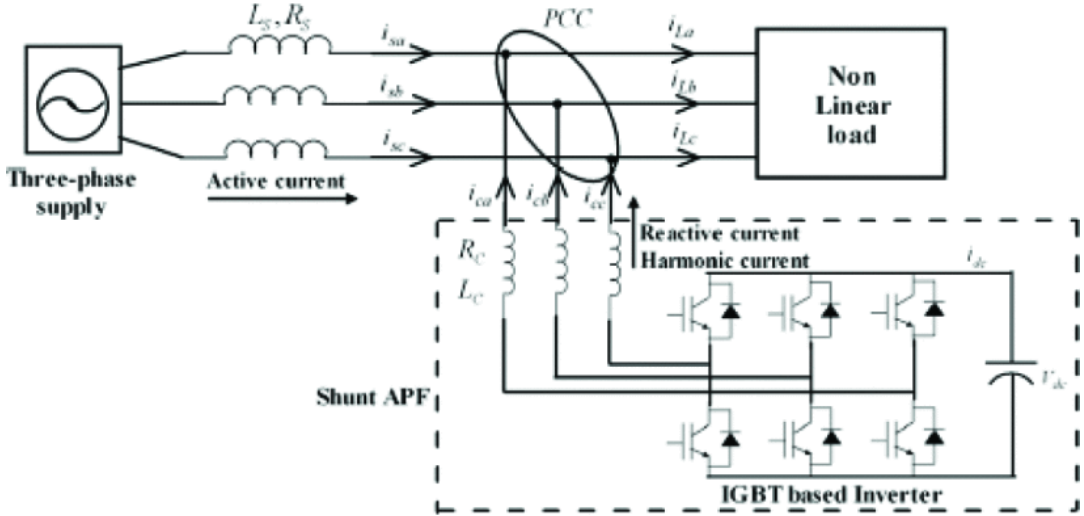 L_S, R_S
PCC
i_sa
i_La
i_sb
i_Lb
i_sc
i_Lc
Non
Linear
load
Three-phase
supply
Active current
i_ca
i_cb
i_cc
Reactive current
Harmonic current
R_C
L_C
i_dc
V_dc
Shunt APF
IGBT based Inverter